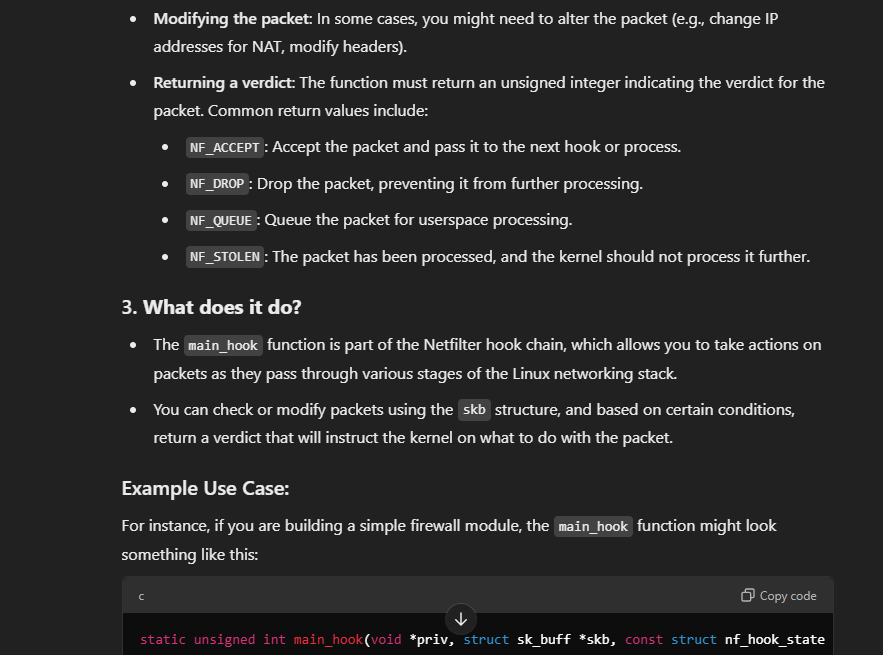 • Modifying the packet: In some cases, you might need to alter the packet (e.g., change IP
addresses for NAT, modify headers).
• Returning a verdict: The function must return an unsigned integer indicating the verdict for the
packet. Common return values include:
• NF_ACCEPT: Accept the packet and pass it to the next hook or process.
• NF_DROP: Drop the packet, preventing it from further processing.
• NF_QUEUE: Queue the packet for userspace processing.
• NF_STOLEN: The packet has been processed, and the kernel should not process it further.
3. What does it do?
• The main_hook function is part of the Netfilter hook chain, which allows you to take actions on
packets as they pass through various stages of the Linux networking stack.
• You can check or modify packets using the skb structure, and based on certain conditions,
return a verdict that will instruct the kernel on what to do with the packet.
Example Use Case:
For instance, if you are building a simple firewall module, the main_hook function might look
something like this:
c Copy code
static unsigned int main_hook(void *priv, struct sk_buff *skb, const struct nf_hook_state